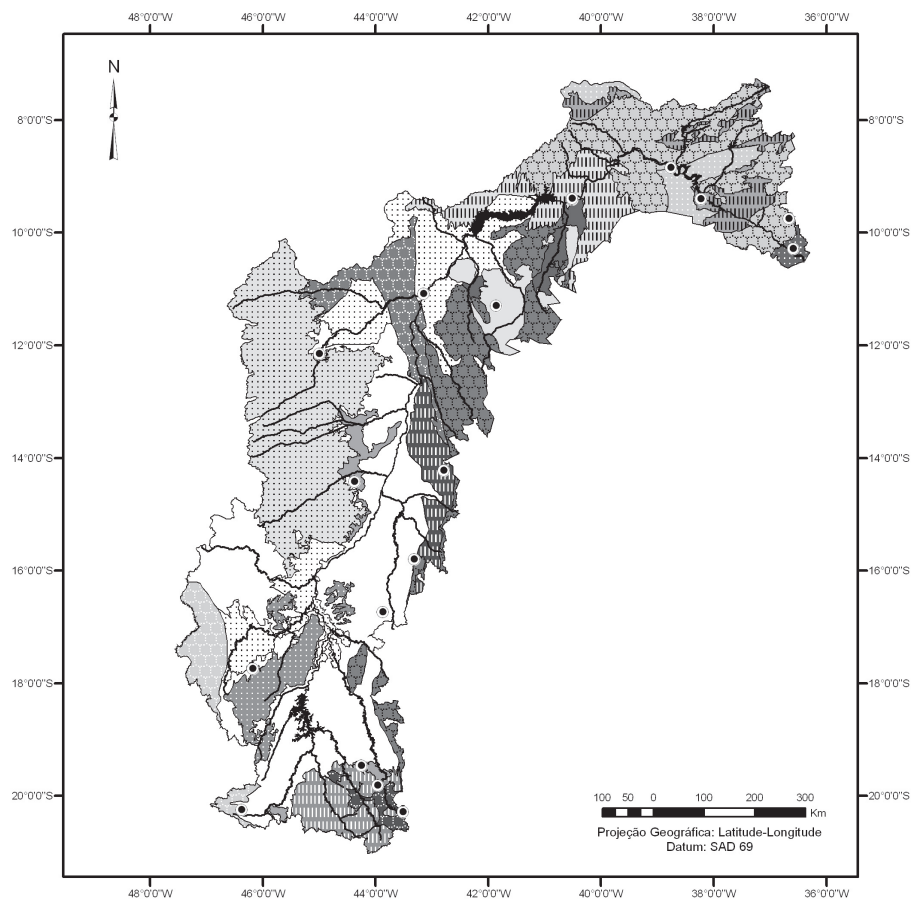 48°0'0"W 46°0'0"W 44°0'0"W 42°0'0"W 40°0'0"W 38°0'0"W 36°0'0"W
N
8°0'0"S 8°0'0"S
10°0'0"S 10°0'0"S
12°0'0"S 12°0'0"S
14°0'0"S 14°0'0"S
16°0'0"S 16°0'0"S
18°0'0"S 18°0'0"S
20°0'0"S 20°0'0"S
100 50 0 100 200 300
Km
Projeção Geográfica: Latitude-Longitude
Datum: SAD 69
48°0'0"W 46°0'0"W 44°0'0"W 42°0'0"W 40°0'0"W 38°0'0"W 36°0'0"W